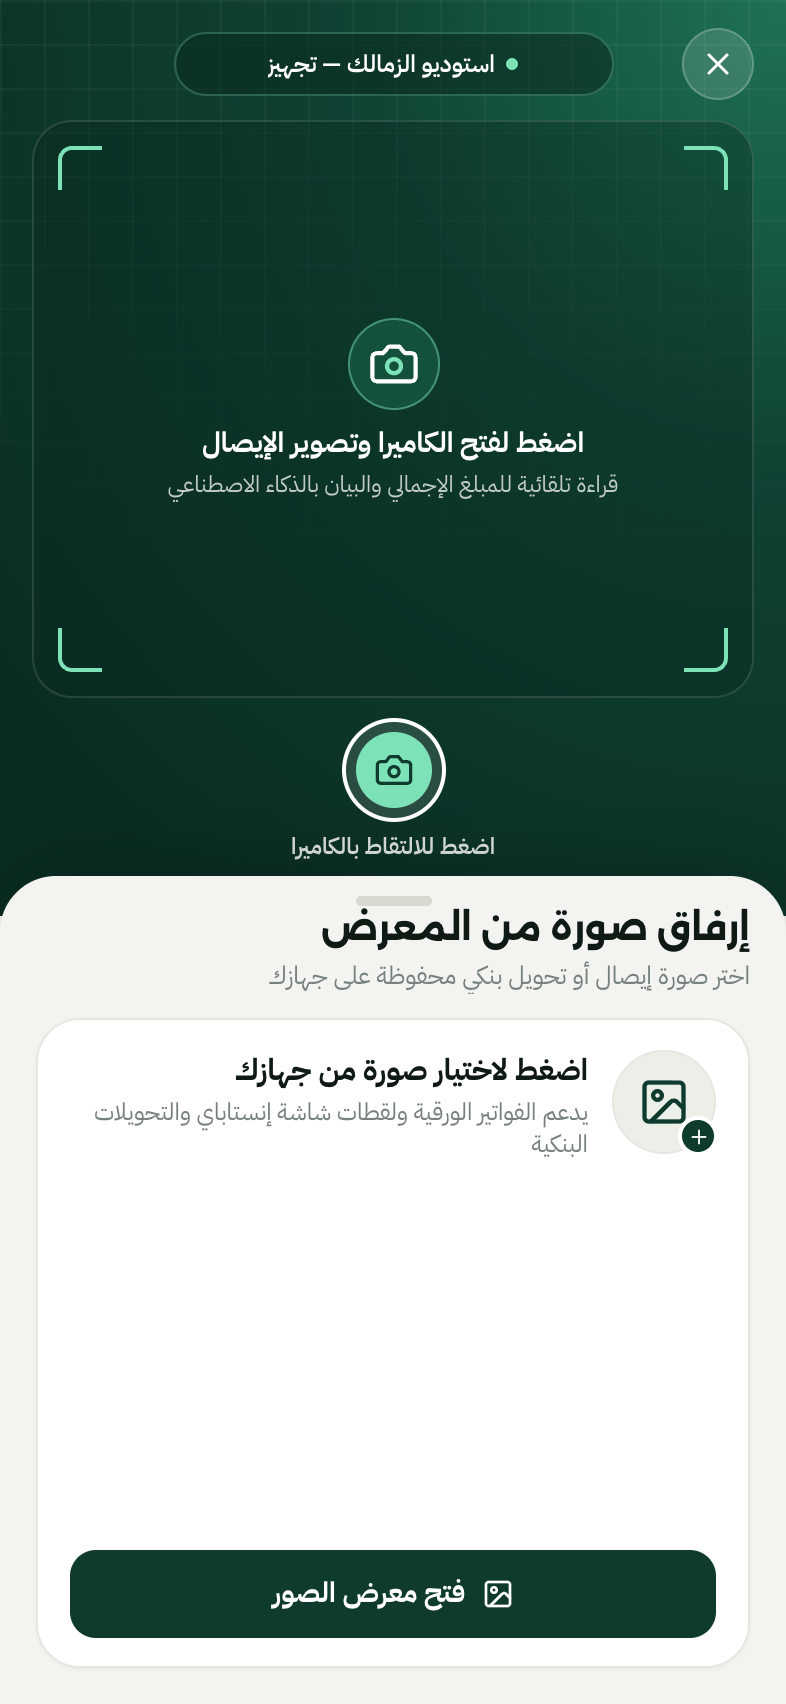 استوديو الزمالك — تجهيز
اضغط لفتح الكاميرا وتصوير الإيصال
قراءة تلقائية للمبلغ الإجمالي والبيان بالذكاء الاصطناعي
اضغط للالتقاط بالكاميرا
إرفاق صورة من المعرض
اختر صورة إيصال أو تحويل بنكي محفوظة على جهازك
اضغط لاختيار صورة من جهازك
يدعم الفواتير الورقية ولقطات شاشة إنستاباي والتحويلات
البنكية
فتح معرض الصور